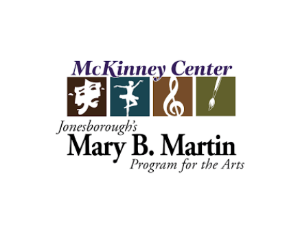 McKinney Center
Jonesborough's
Mary B. Martin
Program for the Arts